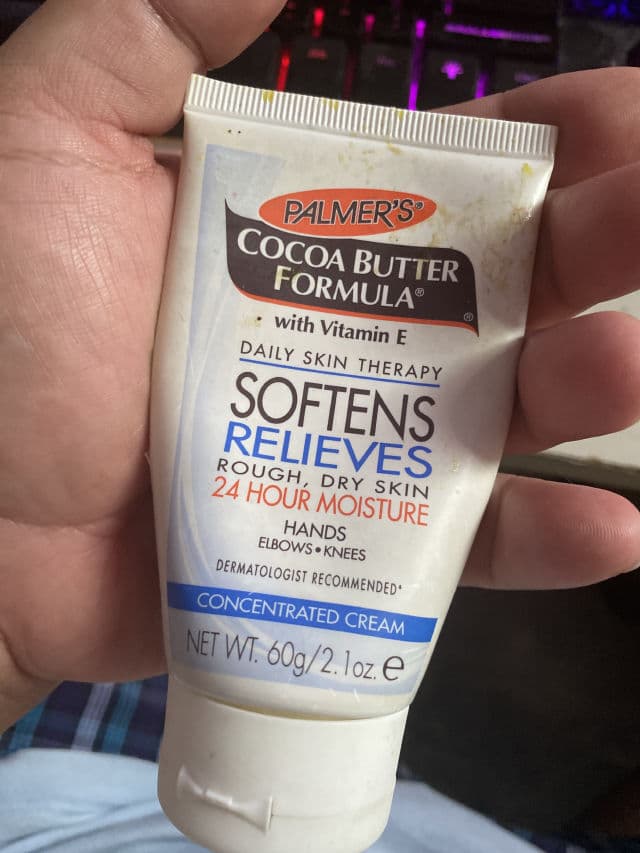 PALMER'S®
COCOA BUTTER
FORMULA®
®
with Vitamin E
DAILY SKIN THERAPY
SOFTENS
RELIEVES
ROUGH, DRY SKIN
24 HOUR MOISTURE
HANDS
ELBOWS•KNEES
DERMATOLOGIST RECOMMENDED*
CONCENTRATED CREAM
NET WT. 60g/2.1oz. e